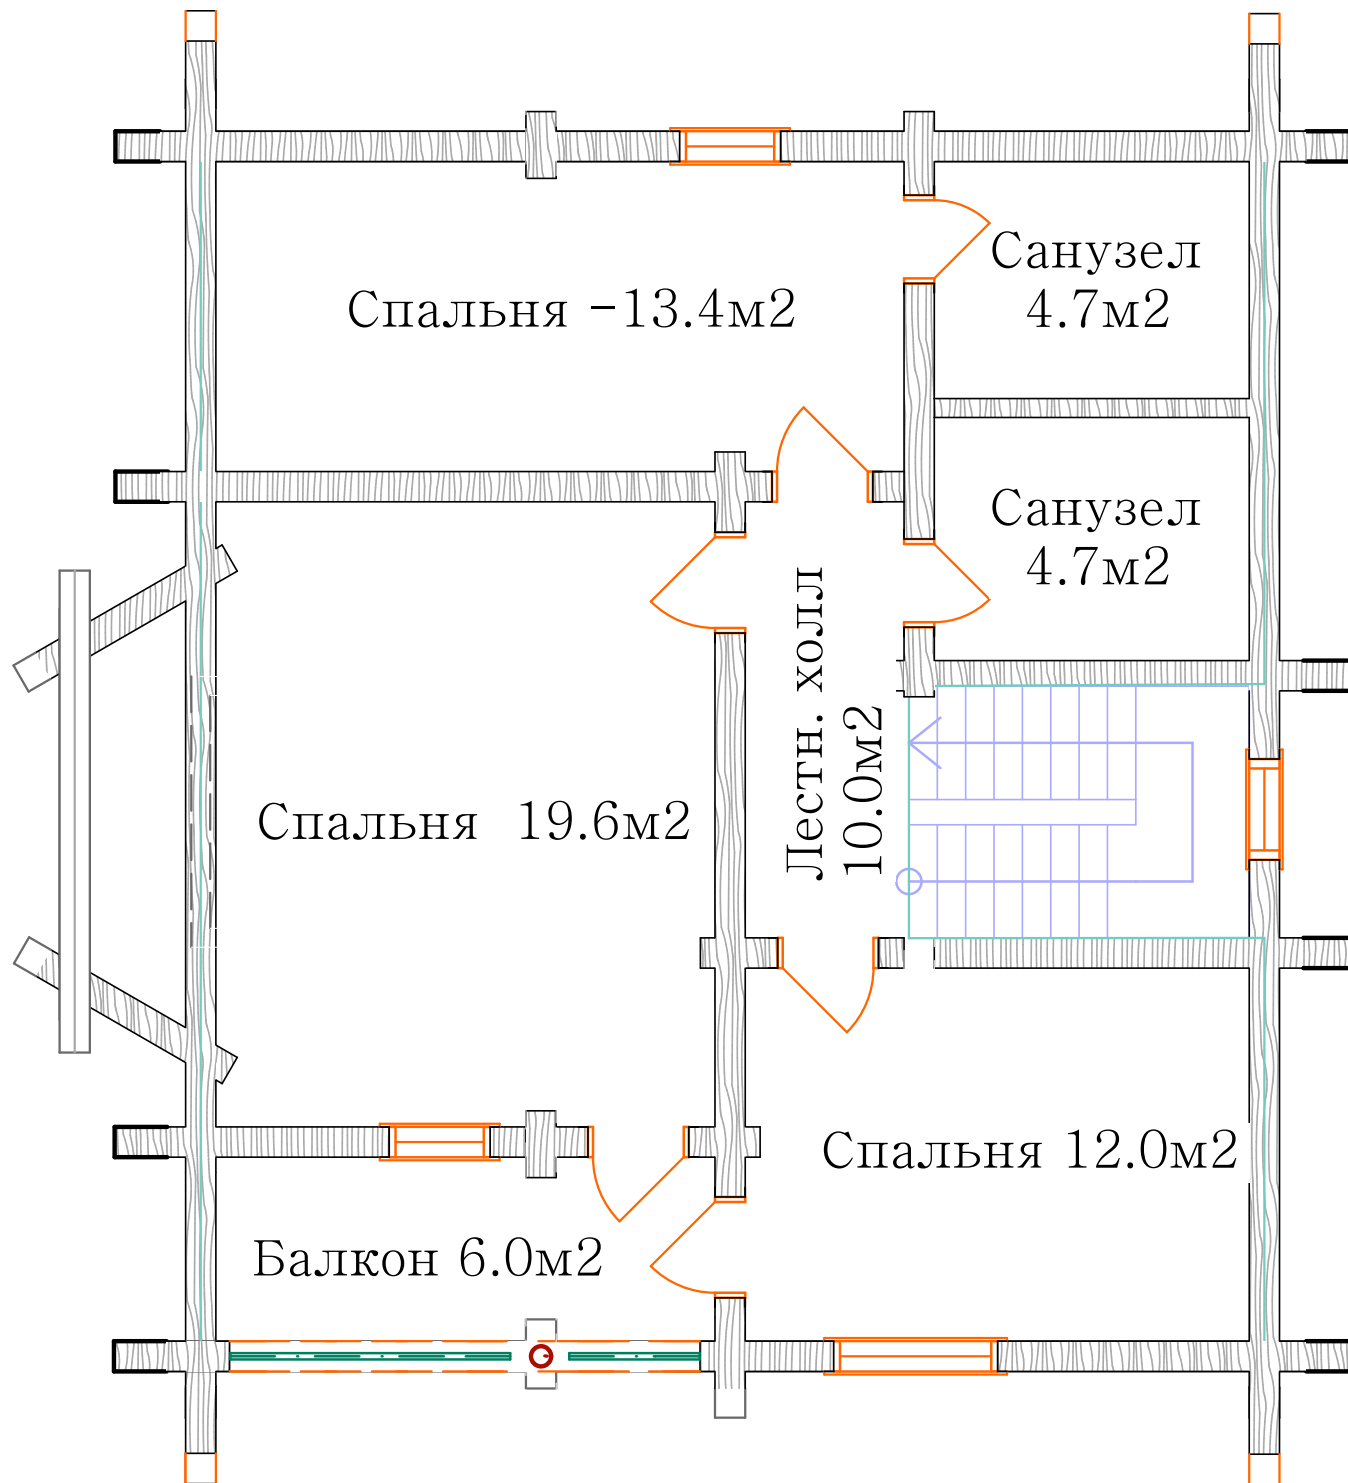 Санузел
4.7м2
Спальня -13.4м2
Санузел
4.7м2
Лестн. холл
10.0м2
Спальня 19.6м2
Спальня 12.0м2
Балкон 6.0м2